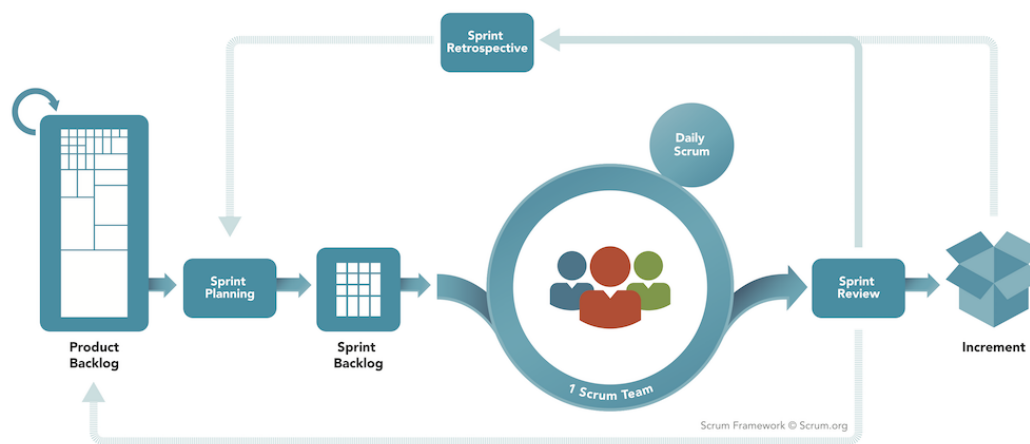 Sprint
Retrospective
Daily
Scrum
Sprint
Planning
Sprint
Review
Product
Backlog
Sprint
Backlog
1 Scrum Team
Increment
Scrum Framework © Scrum.org